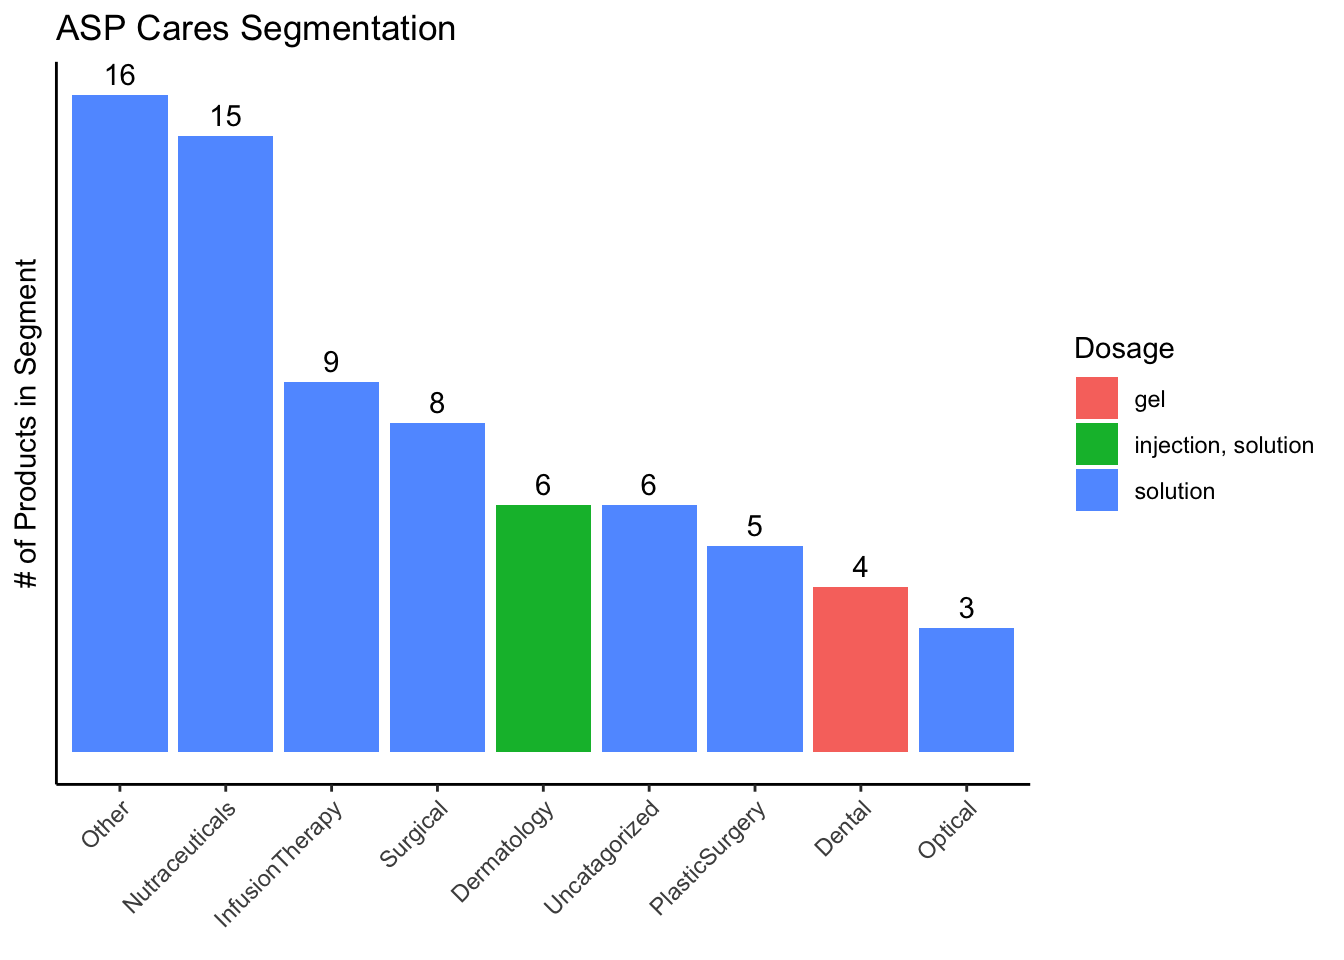 ASP Cares Segmentation
16
15
9
8
6
6
5
4
3
# of Products in Segment
Other
Nutraceuticals
InfusionTherapy
Surgical
Dermatology
Uncatagorized
PlasticSurgery
Dental
Optical
Dosage
gel
injection, solution
solution